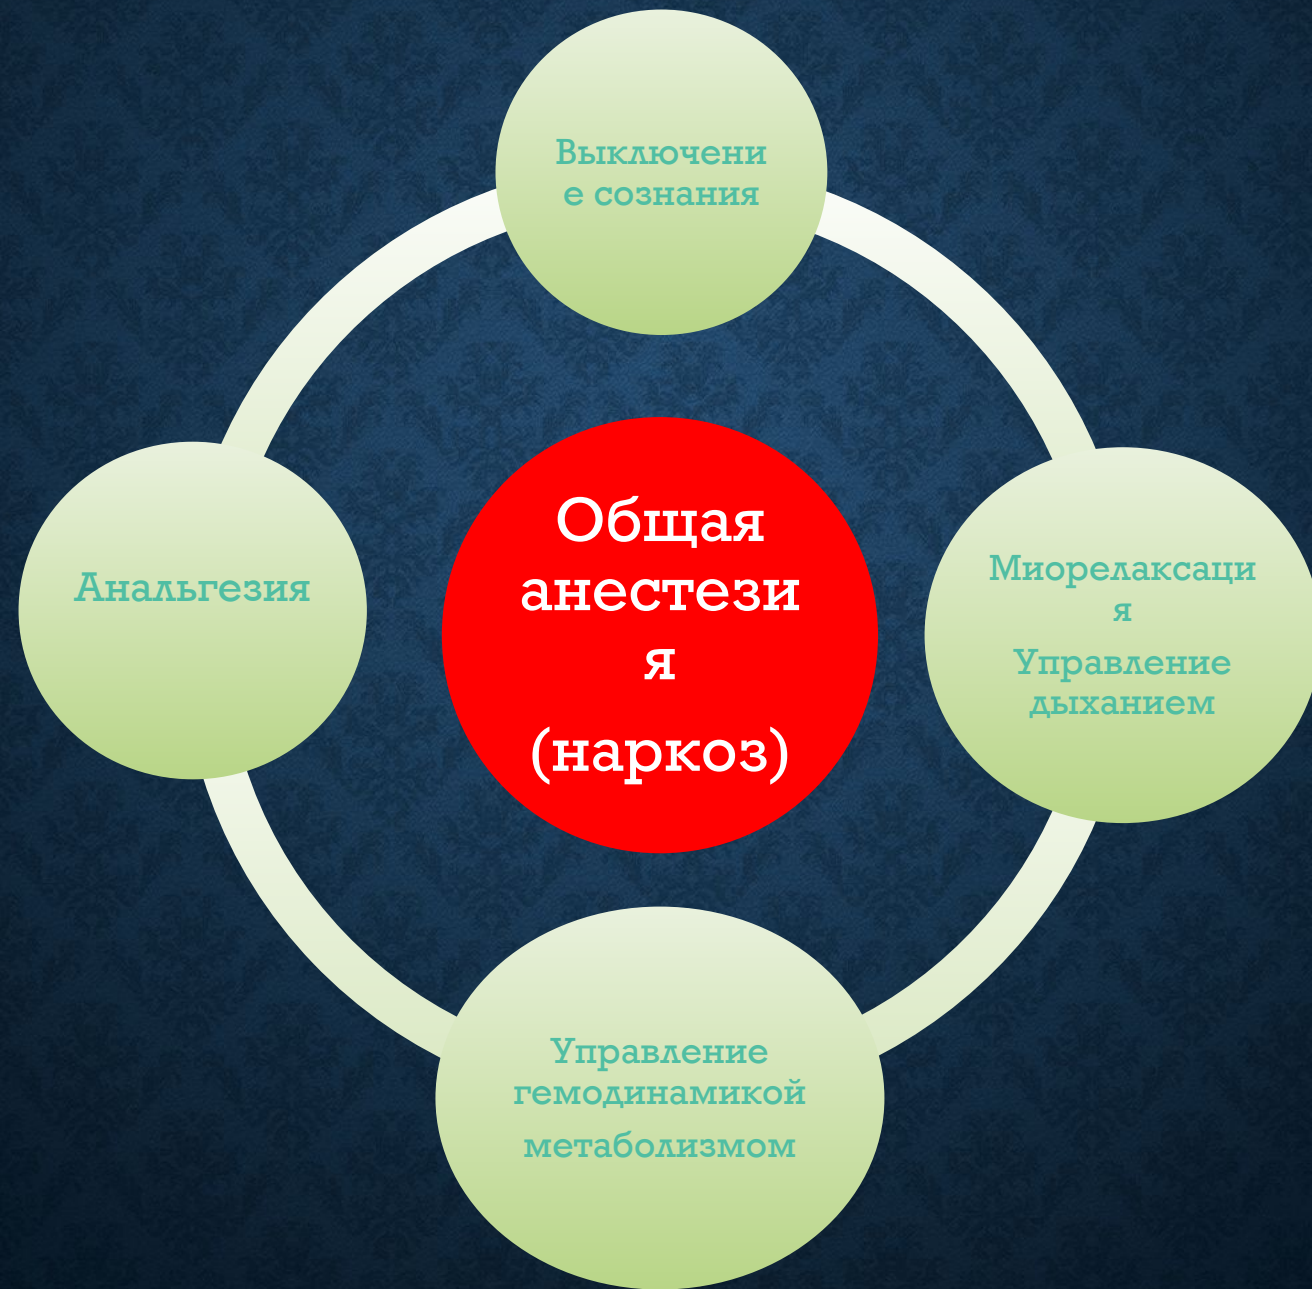 Выключени
е сознания
Общая
анестези
я
(наркоз)
Анальгезия
Миорелаксаци
я
Управление
дыханием
Управление
гемодинамикой
метаболизмом